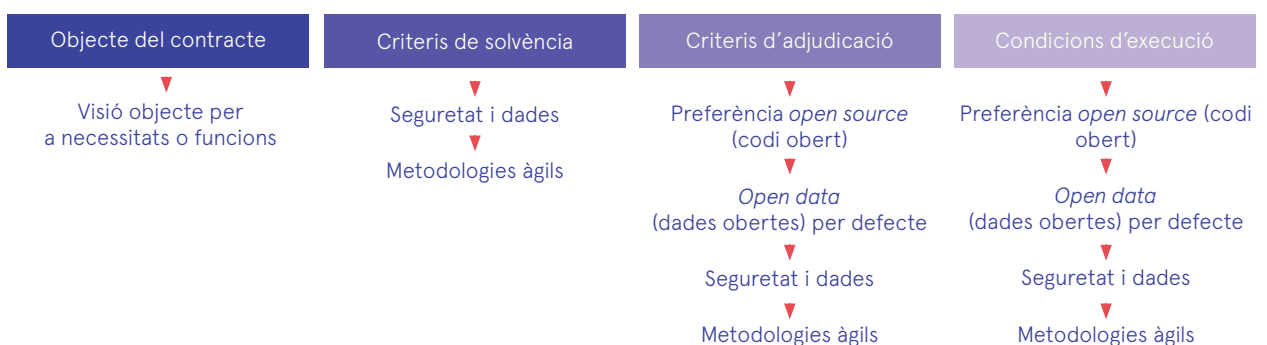 Objecte del contracte
Visió objecte per
a necessitats o funcions
Criteris de solvència
Seguretat i dades
Metodologies àgils
Criteris d'adjudicació
Preferència open source
(codi obert)
Open data
(dades obertes) per defecte
Seguretat i dades
Metodologies àgils
Condicions d'execució
Preferència open source (codi
obert)
Open data
(dades obertes) per defecte
Seguretat i dades
Metodologies àgils